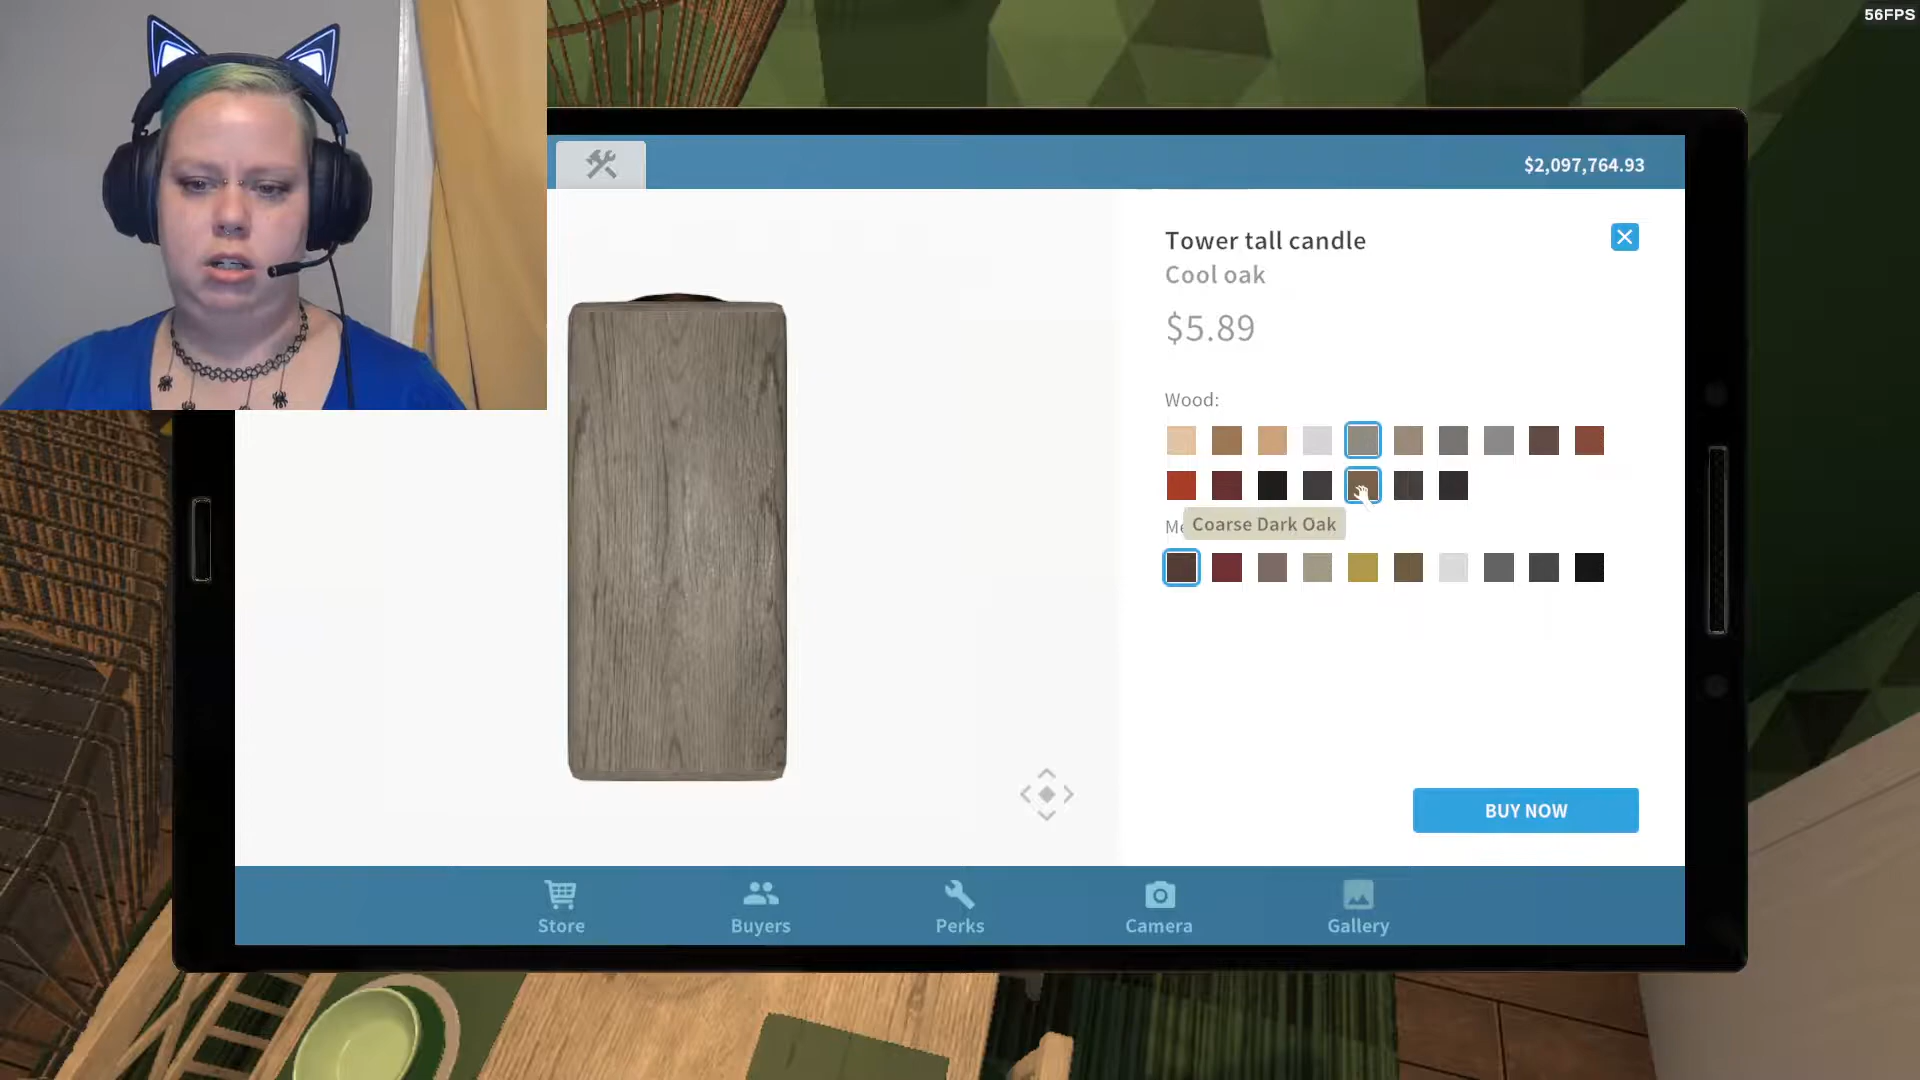 56FPS
$2,097,764.93
Tower tall candle
Cool oak
$5.89
Wood:
Coarse Dark Oak
BUY NOW
Store
Buyers
Perks
Camera
Gallery